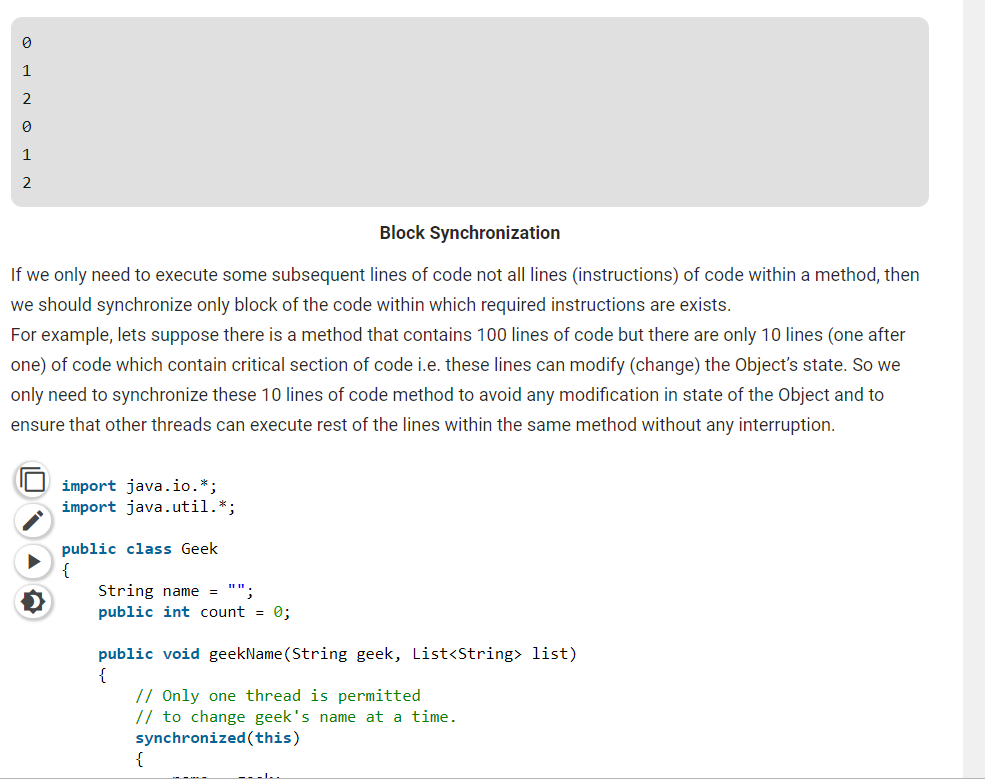 0
1
2
0
1
2
Block Synchronization
If we only need to execute some subsequent lines of code not all lines (instructions) of code within a method, then
we should synchronize only block of the code within which required instructions are exists.
For example, lets suppose there is a method that contains 100 lines of code but there are only 10 lines (one after
one) of code which contain critical section of code i.e. these lines can modify (change) the Object’s state. So we
only need to synchronize these 10 lines of code method to avoid any modification in state of the Object and to
ensure that other threads can execute rest of the lines within the same method without any interruption.
import java.io.*;
import java.util.*;
public class Geek
{
String name = "";
public int count = 0;
public void geekName(String geek, List<String> list)
{
// Only one thread is permitted
// to change geek's name at a time.
synchronized(this)
{